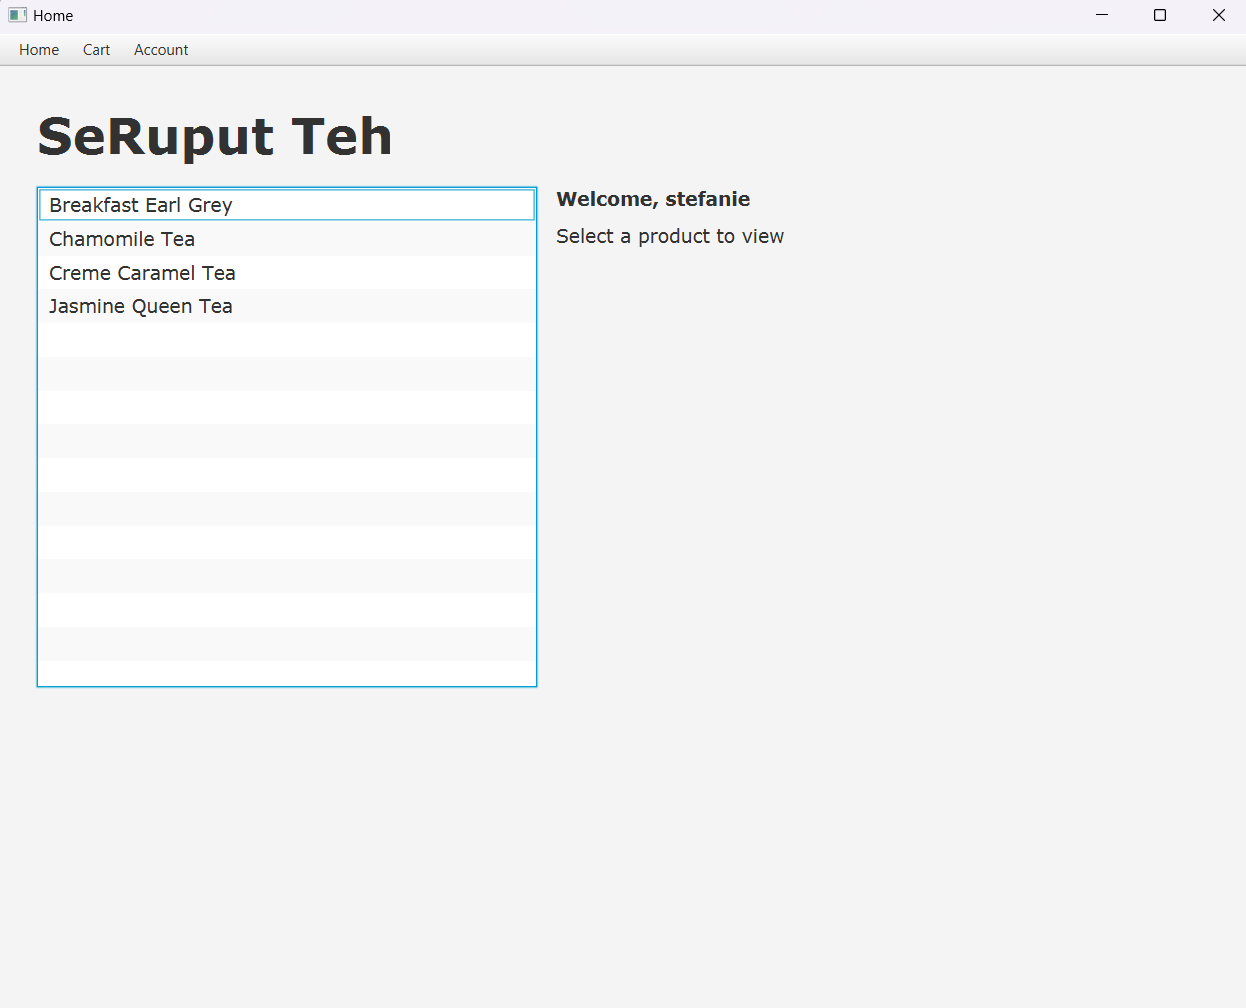 Home
Home Cart Account
SeRuput Teh
Breakfast Earl Grey
Chamomile Tea
Creme Caramel Tea
Jasmine Queen Tea
Welcome, stefanie
Select a product to view